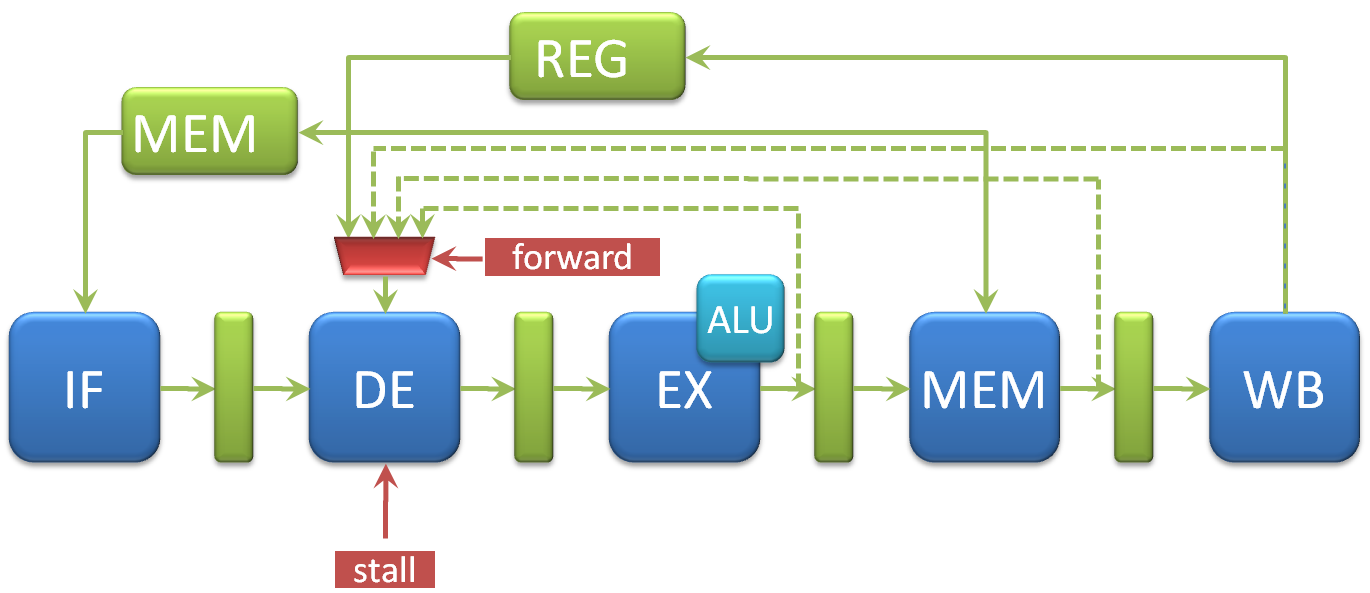 REG
MEM
forward
ALU
IF
DE
EX
MEM
WB
stall